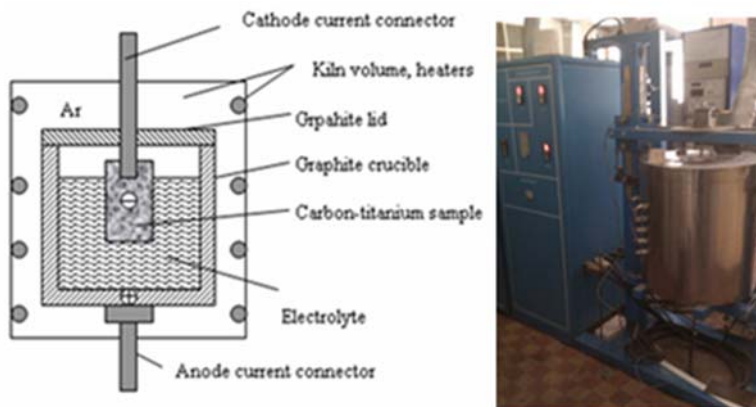 Cathode current connector
Kiln volume, heaters
Ar
Grpahite lid
Graphite crucible
Carbon-titanium sample
Electrolyte
Anode current connector